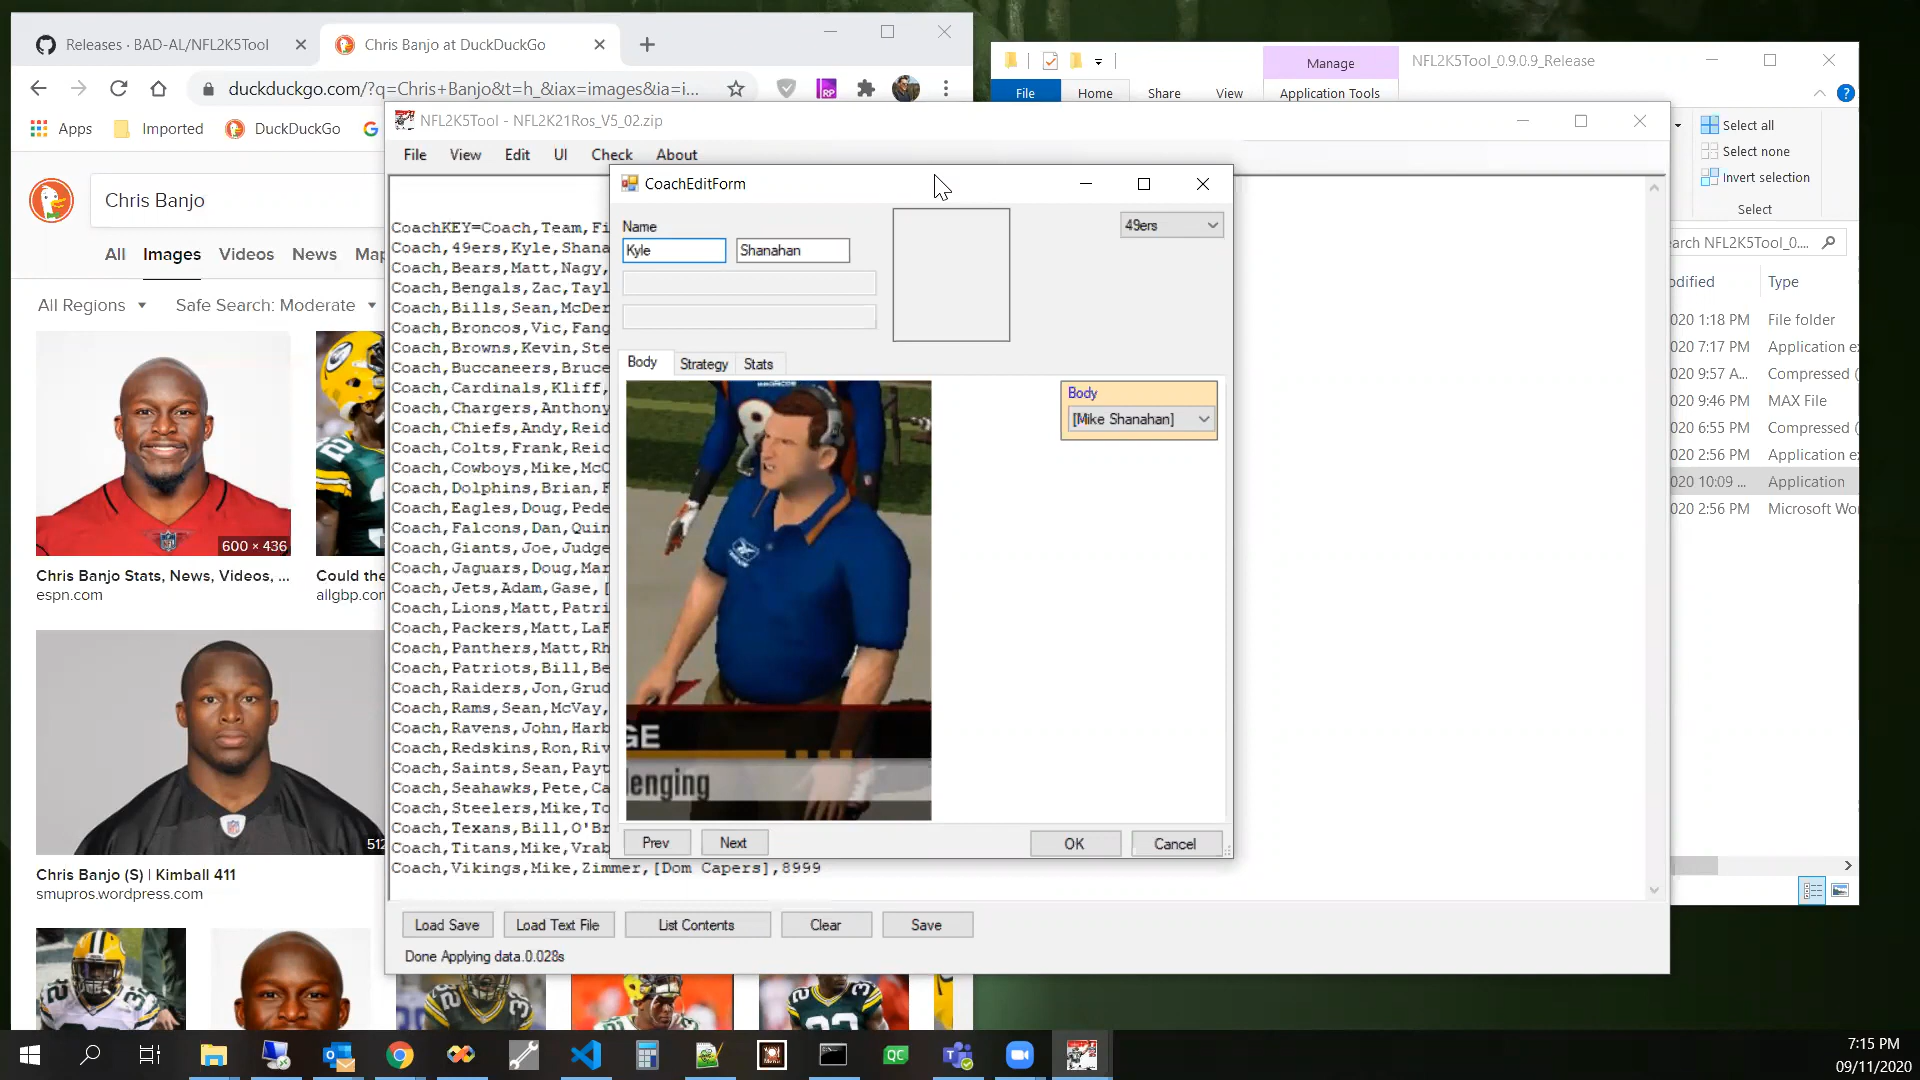 Releases · BAD-AL/NFL2K5Tool
Chris Banjo at DuckDuckGo
duckduckgo.com/?q=Chris+Banjo&t=h_&iax=images&ia=i...
Apps
Imported
DuckDuckGo
Chris Banjo
All
Images
Videos
News
Map
All Regions
Safe Search: Moderate
600 × 436
Chris Banjo Stats, News, Videos, ...
espn.com
Could the
allgbp.com
512
Chris Banjo (S) | Kimball 411
smupros.wordpress.com
Manage
NFL2K5Tool_0.9.0.9_Release
File
Home
Share
View
Application Tools
Select all
Select none
Invert selection
Select
earch NFL2K5Tool_0....
odified
Type
020 1:18 PM File folder
020 7:17 PM Application e
020 9:57 A... Compressed (
020 9:46 PM MAX File
020 6:55 PM Compressed (
020 2:56 PM Application e
020 10:09 ... Application
020 2:56 PM Microsoft Wo
NFL2K5Tool - NFL2K21Ros_V5_02.zip
File
View
Edit
UI
Check
About
CoachKEY=Coach,Team,Fi
Coach,49ers,Kyle,Shana
Coach,Bears,Matt,Nagy,
Coach,Bengals,Zac,Tayl
Coach,Bills,Sean,McDer
Coach,Broncos,Vic,Fang
Coach,Browns,Kevin,Ste
Coach,Buccaneers,Bruce
Coach,Cardinals,Kliff,
Coach,Chargers,Anthony
Coach,Chiefs,Andy,Reid
Coach,Colts,Frank,Reic
Coach,Cowboys,Mike,McC
Coach,Dolphins,Brian,F
Coach,Eagles,Doug,Pede
Coach,Falcons,Dan,Quin
Coach,Giants,Joe,Judge
Coach,Jaguars,Doug,Mar
Coach,Jets,Adam,Gase,[
Coach,Lions,Matt,Patri
Coach,Packers,Matt,LaF
Coach,Panthers,Matt,Rh
Coach,Patriots,Bill,Be
Coach,Raiders,Jon,Grud
Coach,Rams,Sean,McVay,
Coach,Ravens,John,Harb
Coach,Redskins,Ron,Riv
Coach,Saints,Sean,Payt
Coach,Seahawks,Pete,Ca
Coach,Steelers,Mike,To
Coach,Texans,Bill,O'Br
Coach,Titans,Mike,Vrab
Coach,Vikings,Mike,Zimmer,[Dom Capers],8999
CoachEditForm
Name
Kyle
Shanahan
49ers
Body
Strategy
Stats
Body
[Mike Shanahan]
GE
lenging
Prev
Next
OK
Cancel
Load Save
Load Text File
List Contents
Clear
Save
Done Applying data.0.028s
QC
7:15 PM
09/11/2020